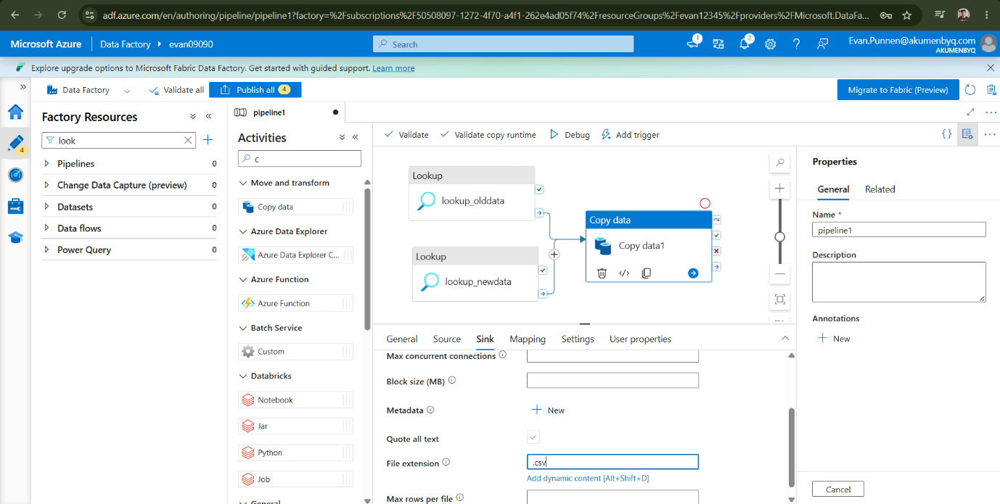 adf.azure.com/en/authoring/pipeline/pipeline1?factory=%2Fsubscriptions%2F50508097-1272-4f70-a4f1-262e4ad05f74%2FresourceGroups%2Fevan12345%2Fproviders%2FMicrosoft.DataFa...
Microsoft Azure
Data Factory
evan09090
Search
1
2
Evan.Punnen@akumenbyq.com
AKUMENBYQ
Explore upgrade options to Microsoft Fabric Data Factory. Get started with guided support. Learn more
Data Factory
Validate all
Publish all 4
Migrate to Fabric (Preview)
4
Factory Resources
look
Pipelines 0
Change Data Capture (preview) 0
Datasets 0
Data flows 0
Power Query 0
pipeline1
Activities
c
Move and transform
Copy data
Azure Data Explorer
Azure Data Explorer C...
Azure Function
Azure Function
Batch Service
Custom
Databricks
Notebook
Jar
Python
Job
General
Validate
Validate copy runtime
Debug
Add trigger
Lookup
lookup_olddata
Lookup
lookup_newdata
Copy data
Copy data1
General
Source
Sink
Mapping
Settings
User properties
Max concurrent connections
Block size (MB)
Metadata
New
Quote all text
File extension
.csv
Add dynamic content [Alt+Shift+D]
Max rows per file
Properties
General
Related
Name *
pipeline1
Description
Annotations
New
Cancel